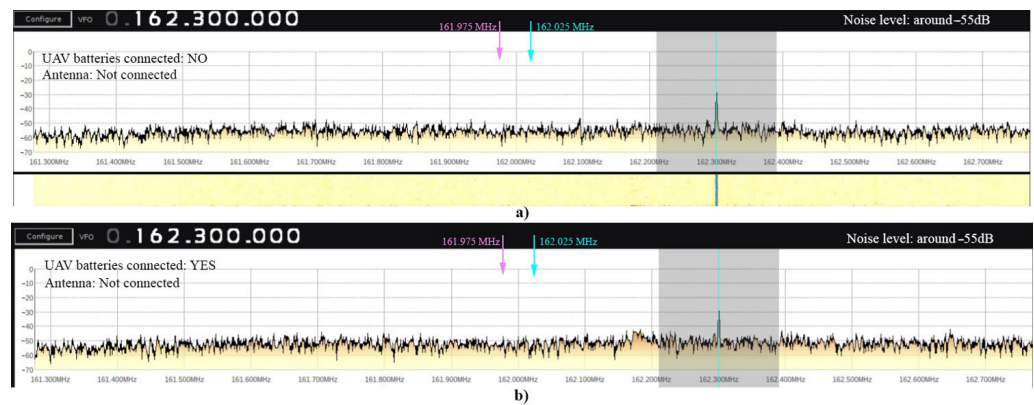 Configure VFO 0.162.300.000 Noise level: around –55dB
161.975 MHz 162.025 MHz
UAV batteries connected: NO
Antenna: Not connected
0
-10
-20
-30
-40
-50
-60
-70
161.300MHz 161.400MHz 161.500MHz 161.600MHz 161.700MHz 161.800MHz 161.900MHz 162.000MHz 162.100MHz 162.200MHz 162.300MHz 162.400MHz 162.500MHz 162.600MHz 162.700MHz
a)
Configure VFO 0.162.300.000 Noise level: around –55dB
161.975 MHz 162.025 MHz
UAV batteries connected: YES
Antenna: Not connected
0
-10
-20
-30
-40
-50
-60
-70
161.300MHz 161.400MHz 161.500MHz 161.600MHz 161.700MHz 161.800MHz 161.900MHz 162.000MHz 162.100MHz 162.200MHz 162.300MHz 162.400MHz 162.500MHz 162.600MHz 162.700MHz
b)